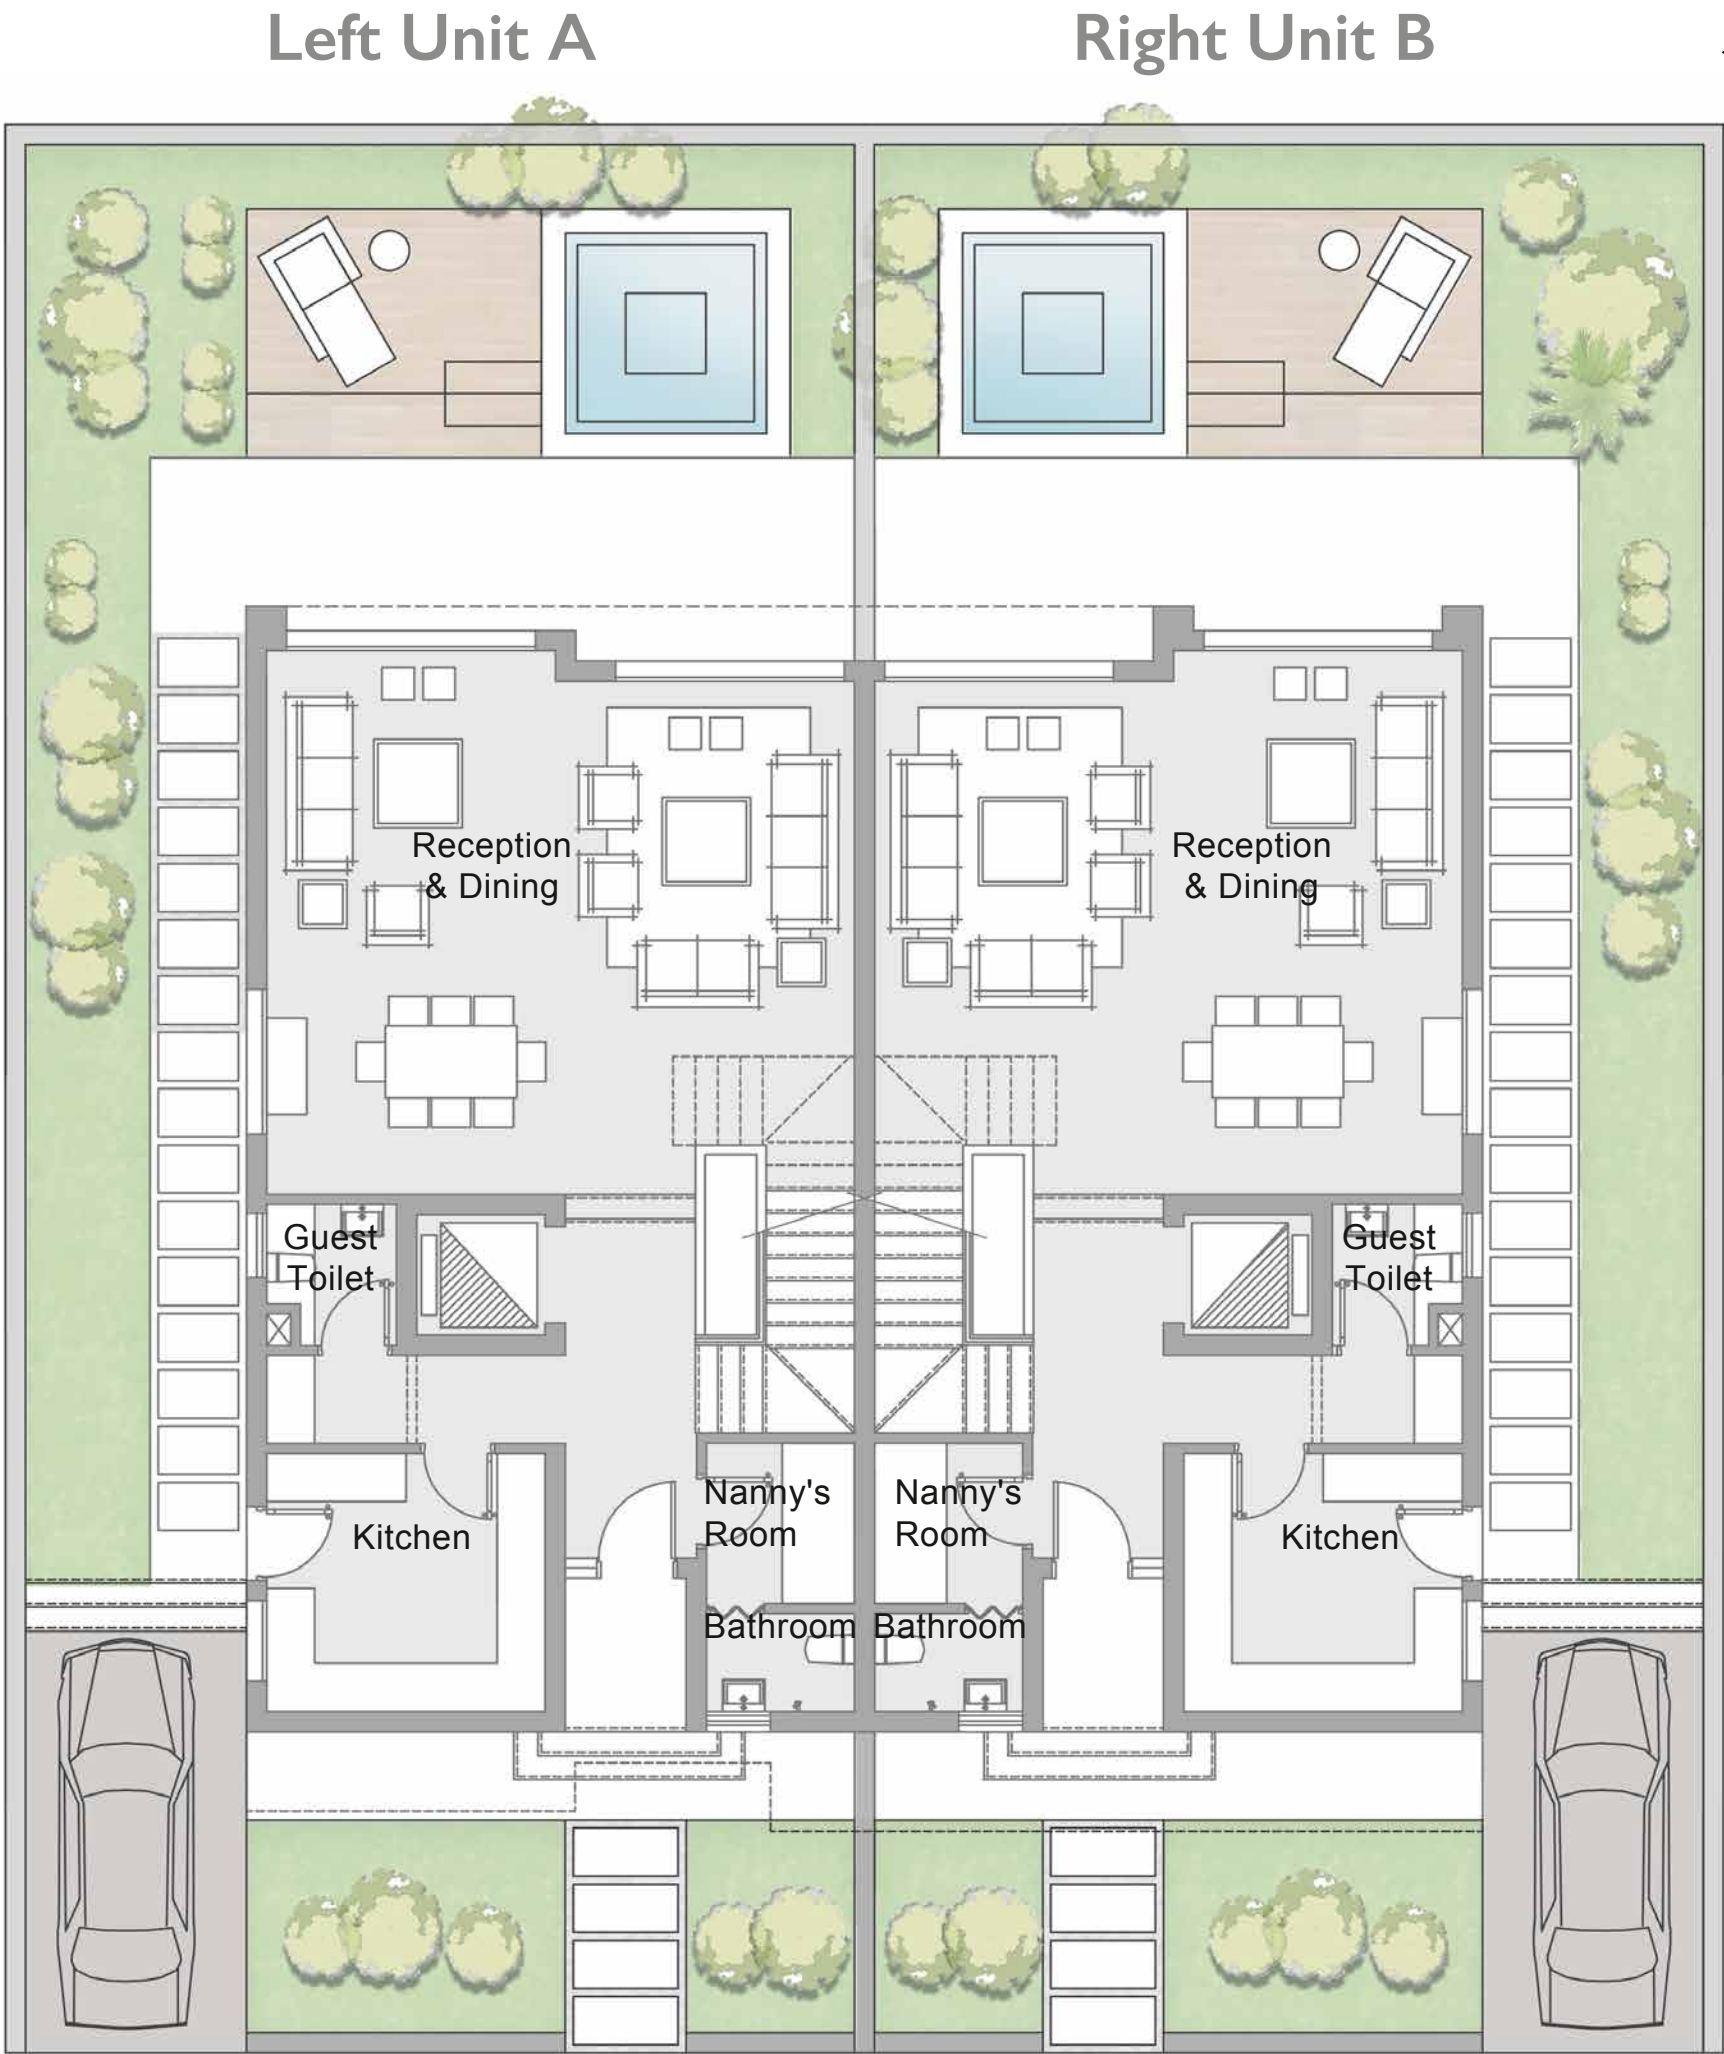 Left Unit A
Right Unit B
Reception
& Dining
Reception
& Dining
Guest
Toilet
Guest
Toilet
Nanny's
Room
Nanny's
Room
Kitchen
Kitchen
Bathroom
Bathroom